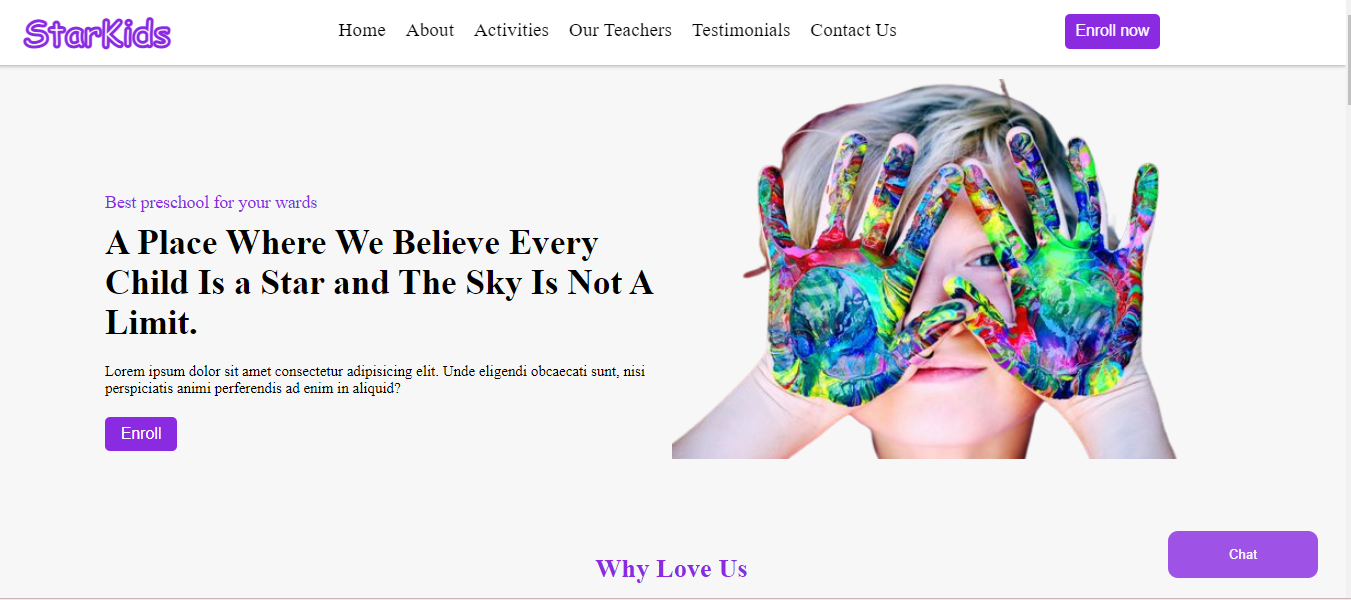 StarKids
Home About Activities Our Teachers Testimonials Contact Us
Enroll now
Best preschool for your wards
A Place Where We Believe Every
Child Is a Star and The Sky Is Not A
Limit.
Lorem ipsum dolor sit amet consectetur adipisicing elit. Unde eligendi obcaecati sunt, nisi
perspiciatis animi perferendis ad enim in aliquid?
Enroll
Why Love Us
Chat